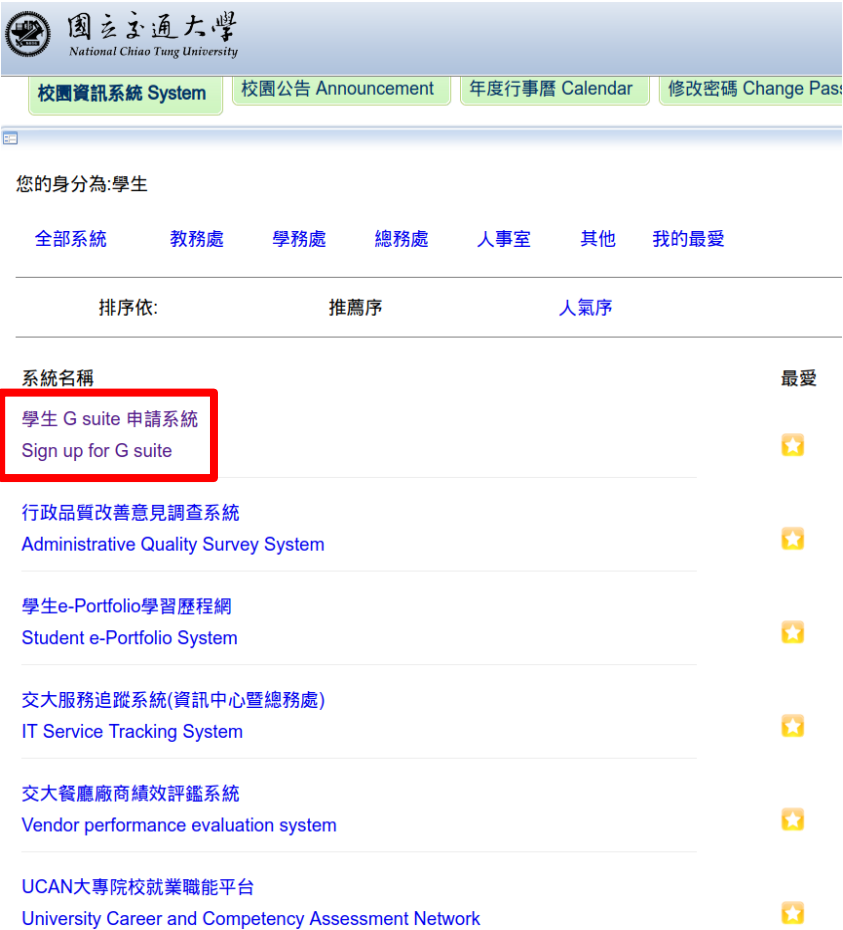 國立交通大學
National Chiao Tung University
校園資訊系統 System 校園公告 Announcement 年度行事曆 Calendar 修改密碼 Change Pass
您的身分為:學生
全部系統 教務處 學務處 總務處 人事室 其他 我的最愛
排序依: 推薦序 人氣序
系統名稱 最愛
學生 G suite 申請系統
Sign up for G suite
行政品質改善意見調查系統
Administrative Quality Survey System
學生e-Portfolio學習歷程網
Student e-Portfolio System
交大服務追蹤系統(資訊中心暨總務處)
IT Service Tracking System
交大餐廳廠商績效評鑑系統
Vendor performance evaluation system
UCAN大專院校就業職能平台
University Career and Competency Assessment Network